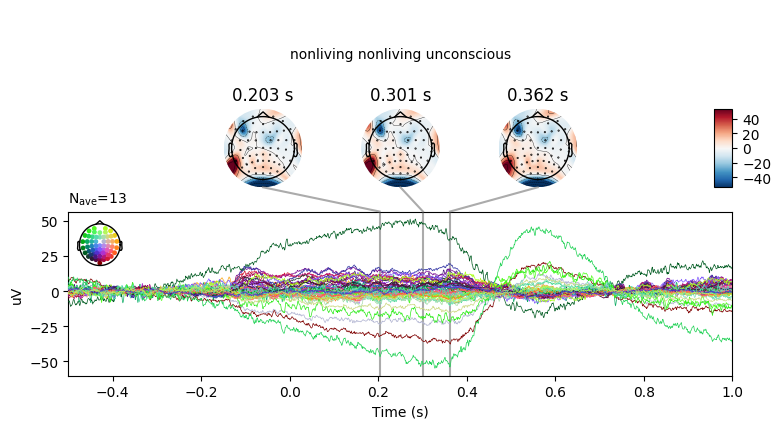 nonliving nonliving unconscious
0.203 s 0.301 s 0.362 s
40
20
0
−20
−40
Nave=13
50
25
0
−25
−50
uV
−0.4 −0.2 0.0 0.2 0.4 0.6 0.8 1.0
Time (s)